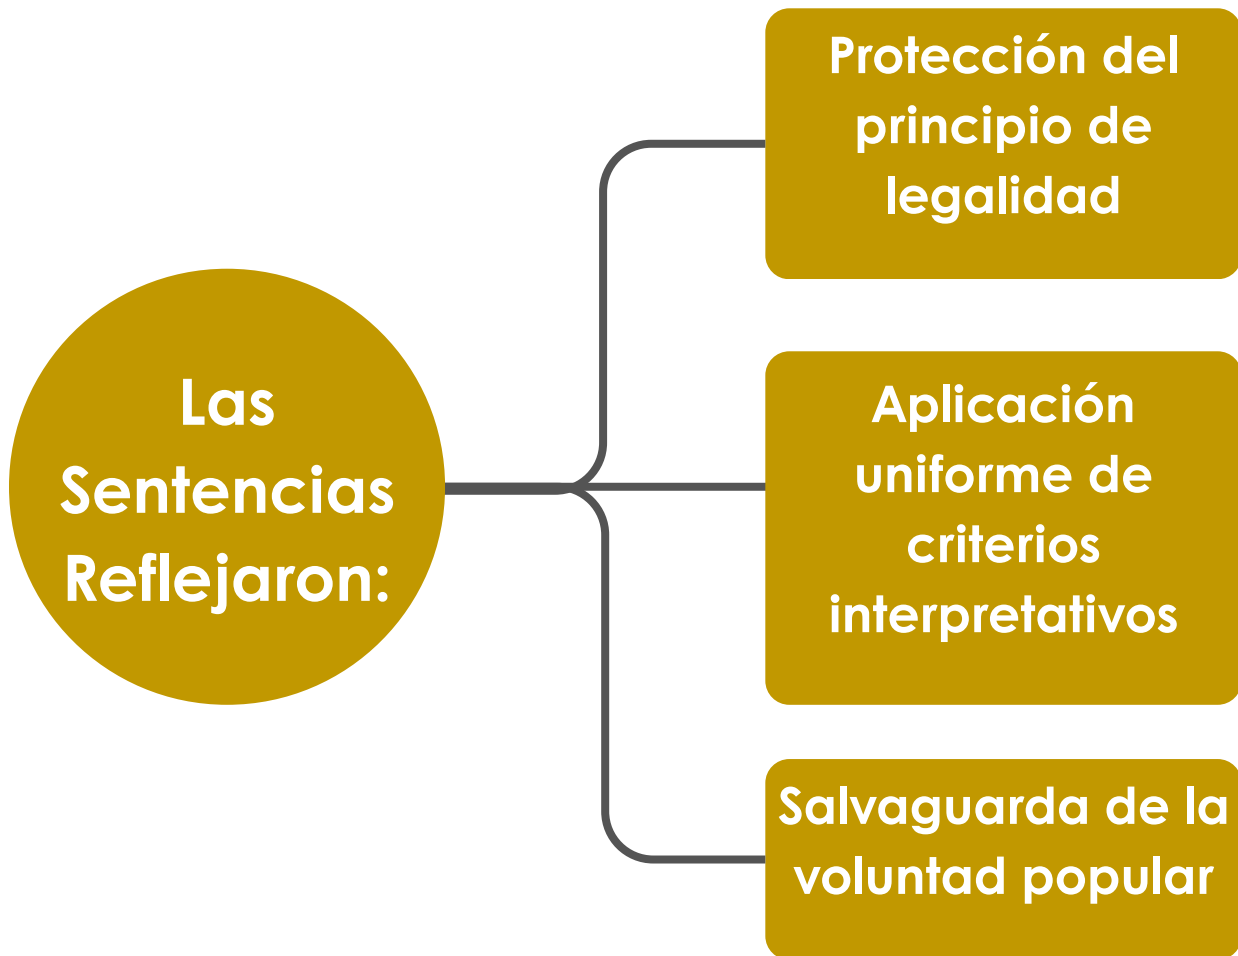 Las
Sentencias
Reflejaron:
Protección del
principio de
legalidad
Aplicación
uniforme de
criterios
interpretativos
Salvaguarda de la
voluntad popular